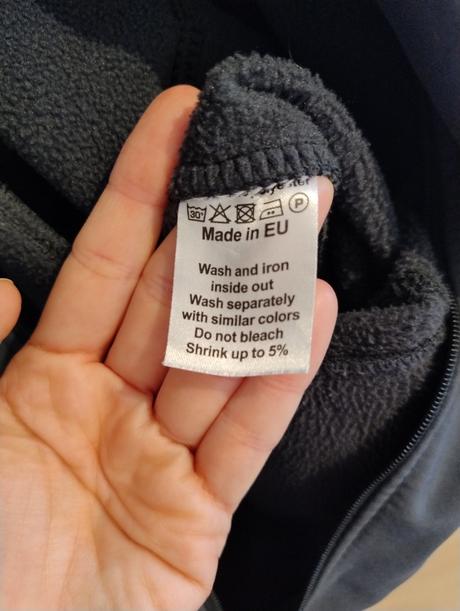 30°
P
Made in EU
Wash and iron
inside out
Wash separately
with similar colors
Do not bleach
Shrink up to 5%